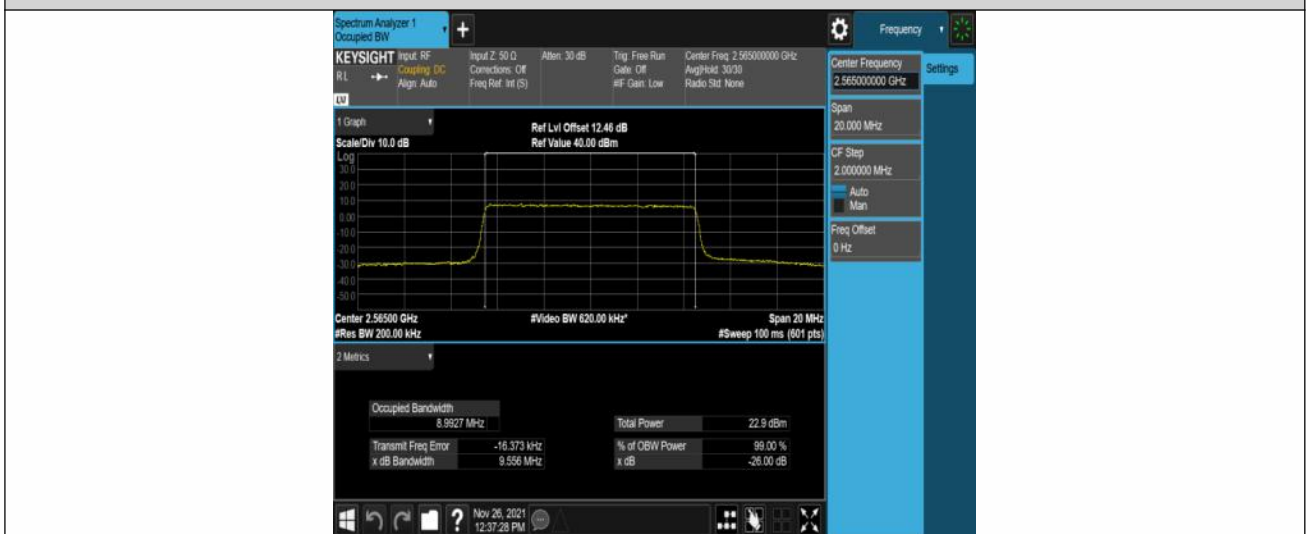 Spectrum Analyzer 1
Occupied BW
+
Frequency
KEYSIGHT
RL
LW
Input: RF
Coupling: DC
Align: Auto
Input Z: 50 Ω
Corrections: Off
Freq Ref: Int (S)
Atten: 30 dB
Trig: Free Run
Gate: Off
#IF Gain: Low
Center Freq: 2.565000000 GHz
Avg|Hold: 30/30
Radio Std: None
Center Frequency
2.565000000 GHz
Settings
Span
20.000 MHz
CF Step
2.000000 MHz
Auto
Man
Freq Offset
0 Hz
1 Graph
Scale/Div 10.0 dB
Ref Lvl Offset 12.46 dB
Ref Value 40.00 dBm
Log
30.0
20.0
10.0
0.00
-10.0
-20.0
-30.0
-40.0
-50.0
Center 2.56500 GHz
#Video BW 620.00 kHz*
Span 20 MHz
#Res BW 200.00 kHz
#Sweep 100 ms (601 pts)
2 Metrics
Occupied Bandwidth
8.9927 MHz
Total Power 22.9 dBm
Transmit Freq Error -16.373 kHz
% of OBW Power 99.00 %
x dB Bandwidth 9.556 MHz
x dB -26.00 dB
?
Nov 26, 2021
12:37:28 PM